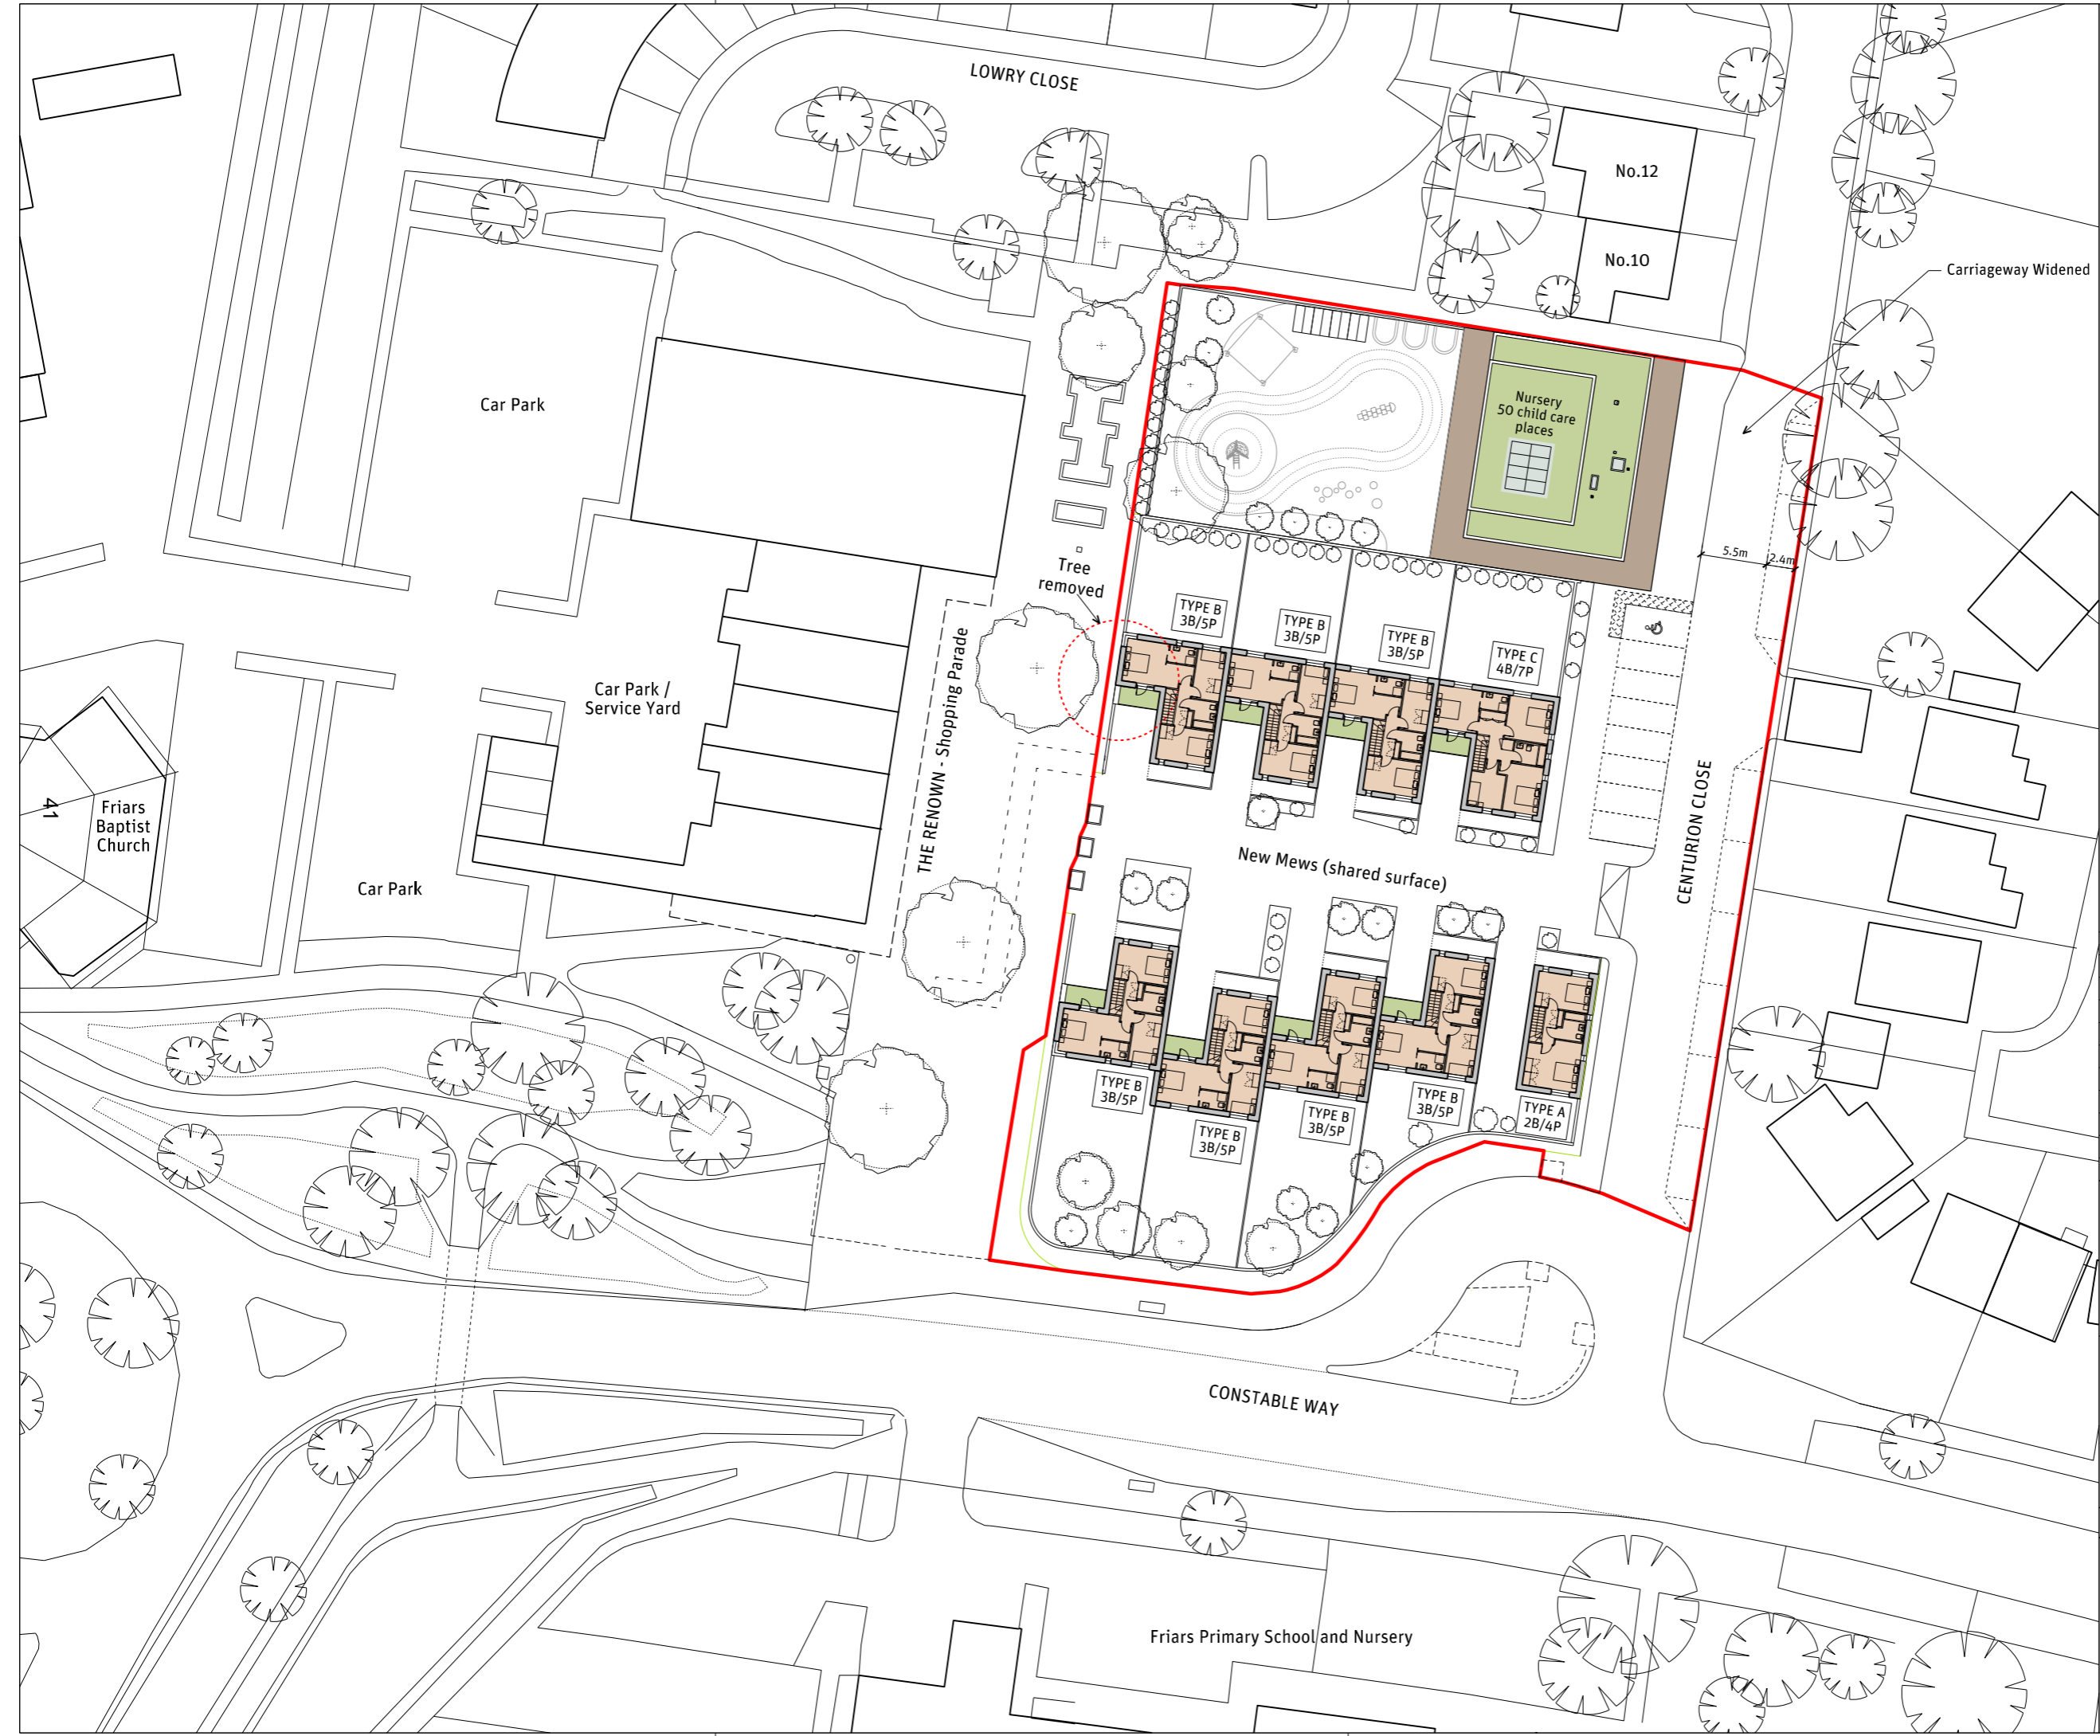 LOWRY CLOSE
No.12
No.10
Carriageway Widened
Car Park
Nursery
50 child care
places
5.5m
2.4m
Tree
removed
TYPE B
3B/5P
TYPE B
3B/5P
TYPE B
3B/5P
TYPE C
4B/7P
Car Park /
Service Yard
THE RENOWN - Shopping Parade
41
Friars
Baptist
Church
Car Park
New Mews (shared surface)
CENTURION CLOSE
TYPE B
3B/5P
TYPE B
3B/5P
TYPE B
3B/5P
TYPE B
3B/5P
TYPE A
2B/4P
CONSTABLE WAY
Friars Primary School and Nursery